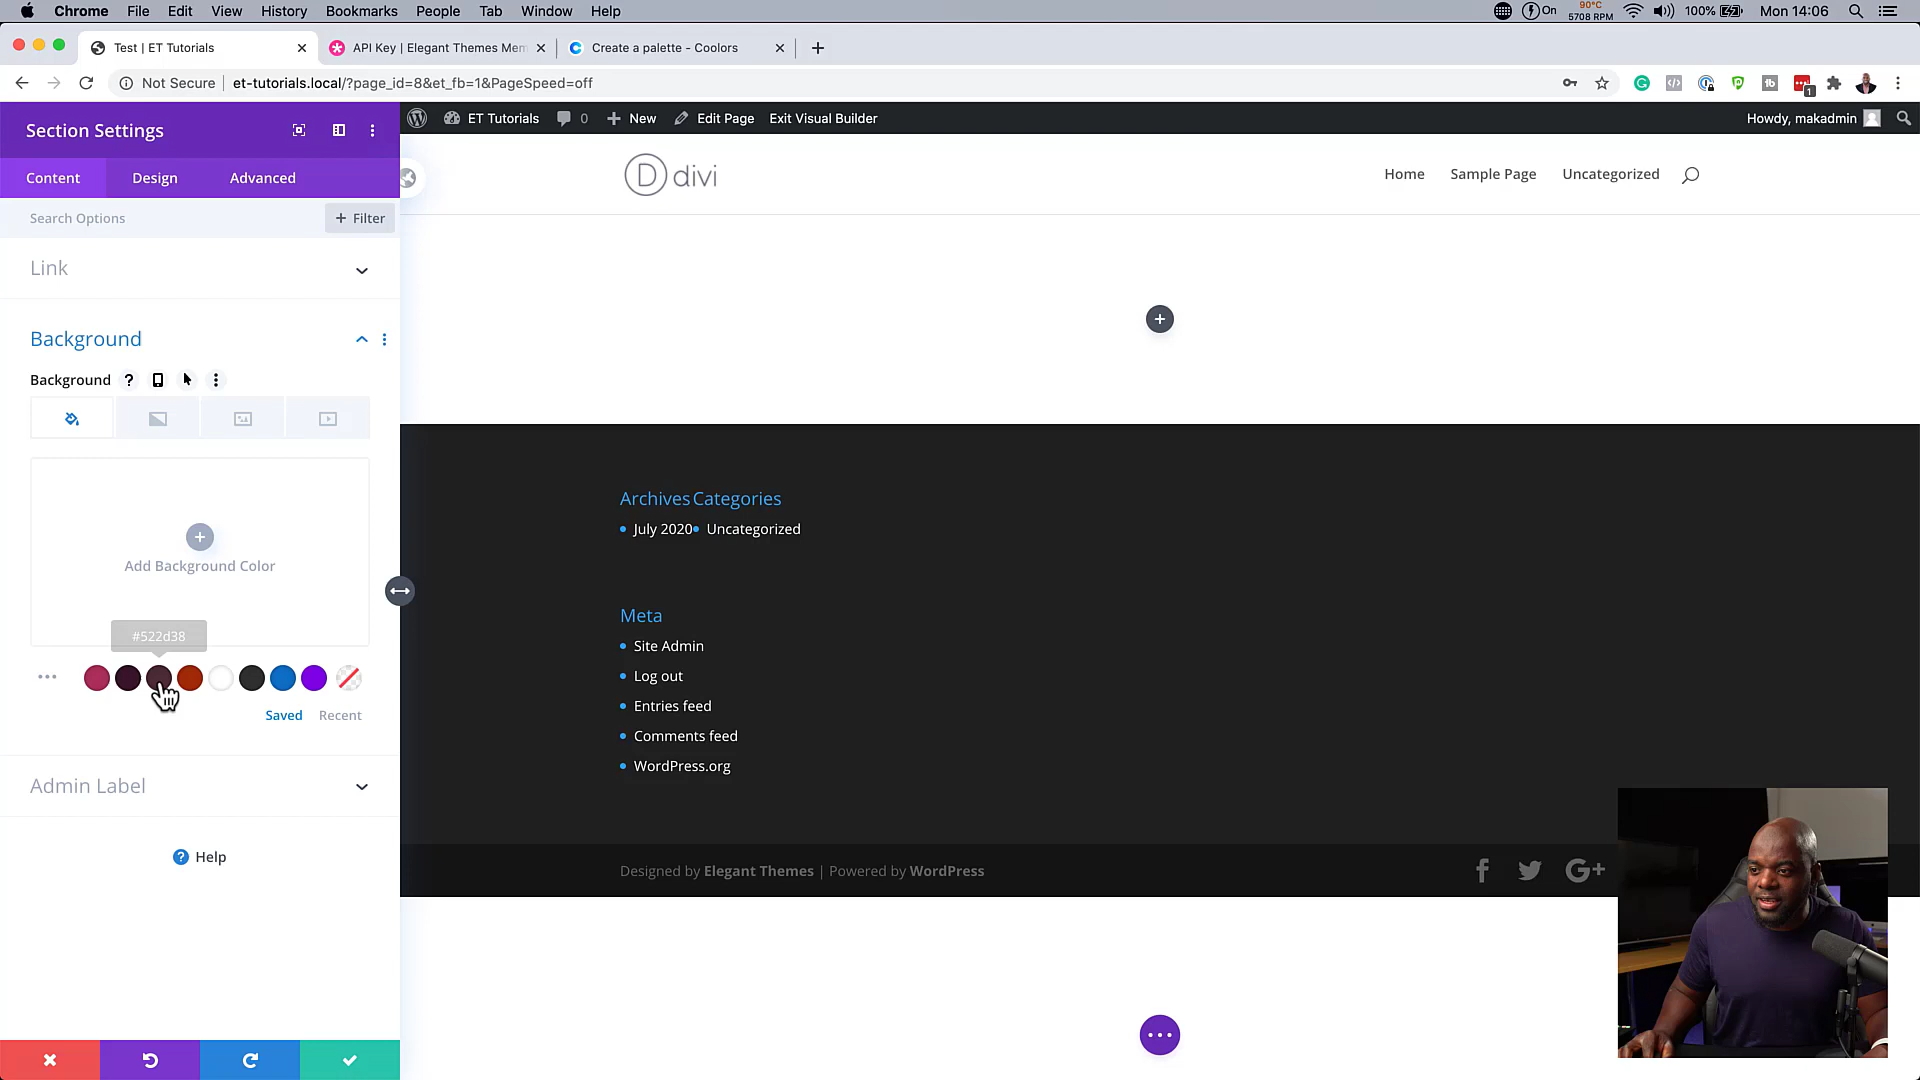 Chrome File Edit View History Bookmarks People Tab Window Help
On 90°C 5708 RPM 100% Mon 14:06
Test | ET Tutorials
API Key | Elegant Themes Mem
Create a palette - Coolors
Not Secure et-tutorials.local/?page_id=8&et_fb=1&PageSpeed=off
1
Section Settings
ET Tutorials 0 New Edit Page Exit Visual Builder
Howdy, makadmin
Content Design Advanced
Search Options
+ Filter
Link
Background
Background ?
Add Background Color
#522d38
Saved Recent
Admin Label
? Help
D divi
Home Sample Page Uncategorized
Archives Categories
July 2020 Uncategorized
Meta
Site Admin
Log out
Entries feed
Comments feed
WordPress.org
Designed by Elegant Themes | Powered by WordPress